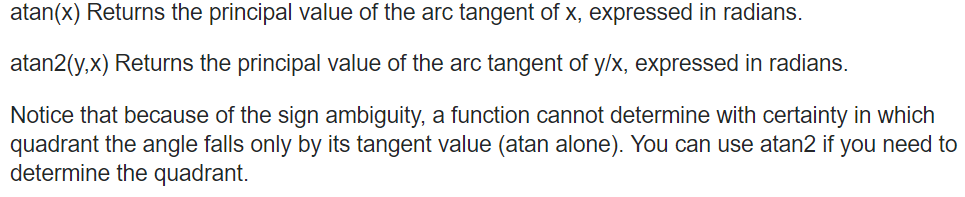 atan(x) Returns the principal value of the arc tangent of x, expressed in radians.
atan2(y,x) Returns the principal value of the arc tangent of y/x, expressed in radians.
Notice that because of the sign ambiguity, a function cannot determine with certainty in which
quadrant the angle falls only by its tangent value (atan alone). You can use atan2 if you need to
determine the quadrant.